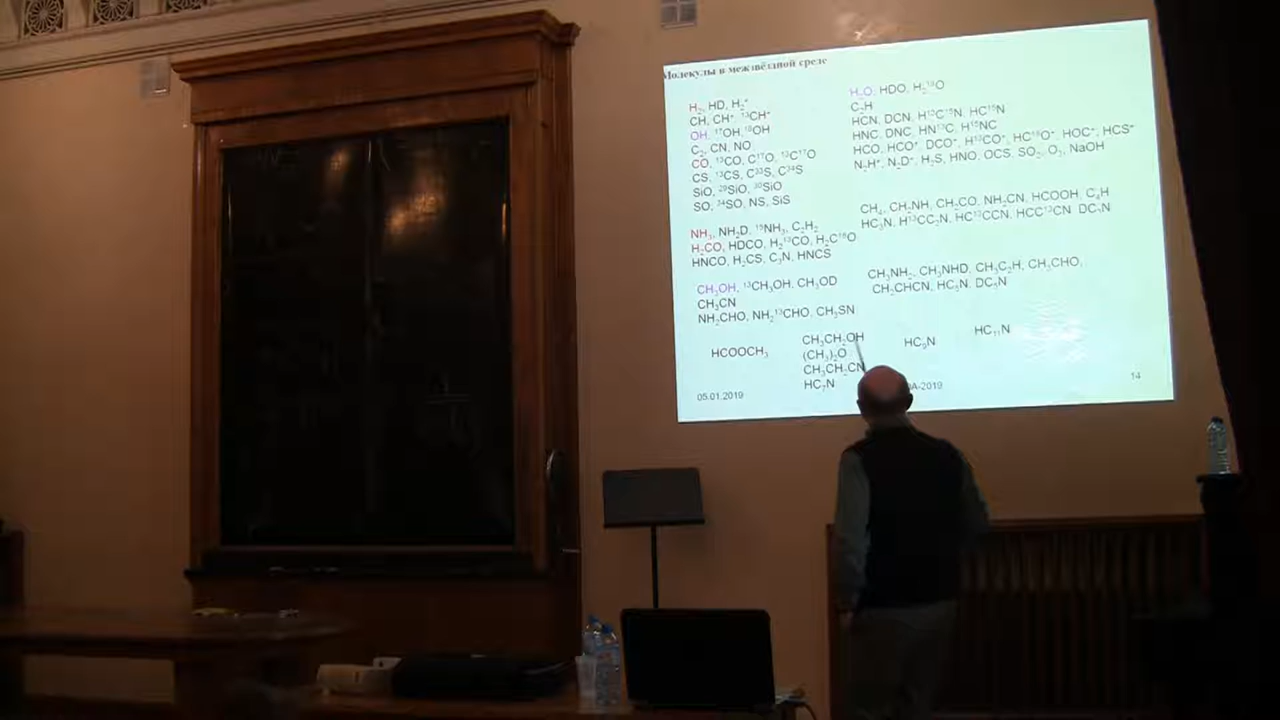 Молекулы в межзвёздной среде
H₂, HD, H₂⁺
CH, CH⁺, ¹³CH⁺
OH, ¹⁷OH, ¹⁸OH
C₂, CN, NO
CO, ¹³CO, C¹⁷O, ¹³C¹⁷O
CS, ¹³CS, C³³S, C³⁴S
SiO, ²⁹SiO, ³⁰SiO
SO, ³⁴SO, NS, SiS
NH₃, NH₂D, ¹⁵NH₃, C₂H₂
H₂CO, HDCO, H₂¹³CO, H₂C¹⁸O
HNCO, H₂CS, C₃N, HNCS
CH₃OH, ¹³CH₃OH, CH₃OD
CH₃CN
NH₂CHO, NH₂¹³CHO, CH₃SN
HCOOCH₃
H₂O, HDO, H₂¹⁸O
C₂H
HCN, DCN, H¹³C¹⁵N, HC¹⁵N
HNC, DNC, HN¹³C, H¹⁵NC
HCO, HCO⁺, DCO⁺, H¹³CO⁺, HC¹⁸O⁺, HOC⁺, HCS⁺
N₂H⁺, N₂D⁺, H₂S, HNO, OCS, SO₂, O₃, NaOH
CH₄, CH₂NH, CH₂CO, NH₂CN, HCOOH, C₄H
HC₃N, H¹³CC₂N, HC¹³CCN, HCC¹³CN DC₃N
CH₃NH₂, CH₃NHD, CH₃C₂H, CH₃CHO,
CH₂CHCN, HC₅N, DC₅N
CH₃CH₂OH
(CH₃)₂O
CH₃CH₂CN
HC₇N
HC₉N
HC₁₁N
05.01.2019
-2019
14